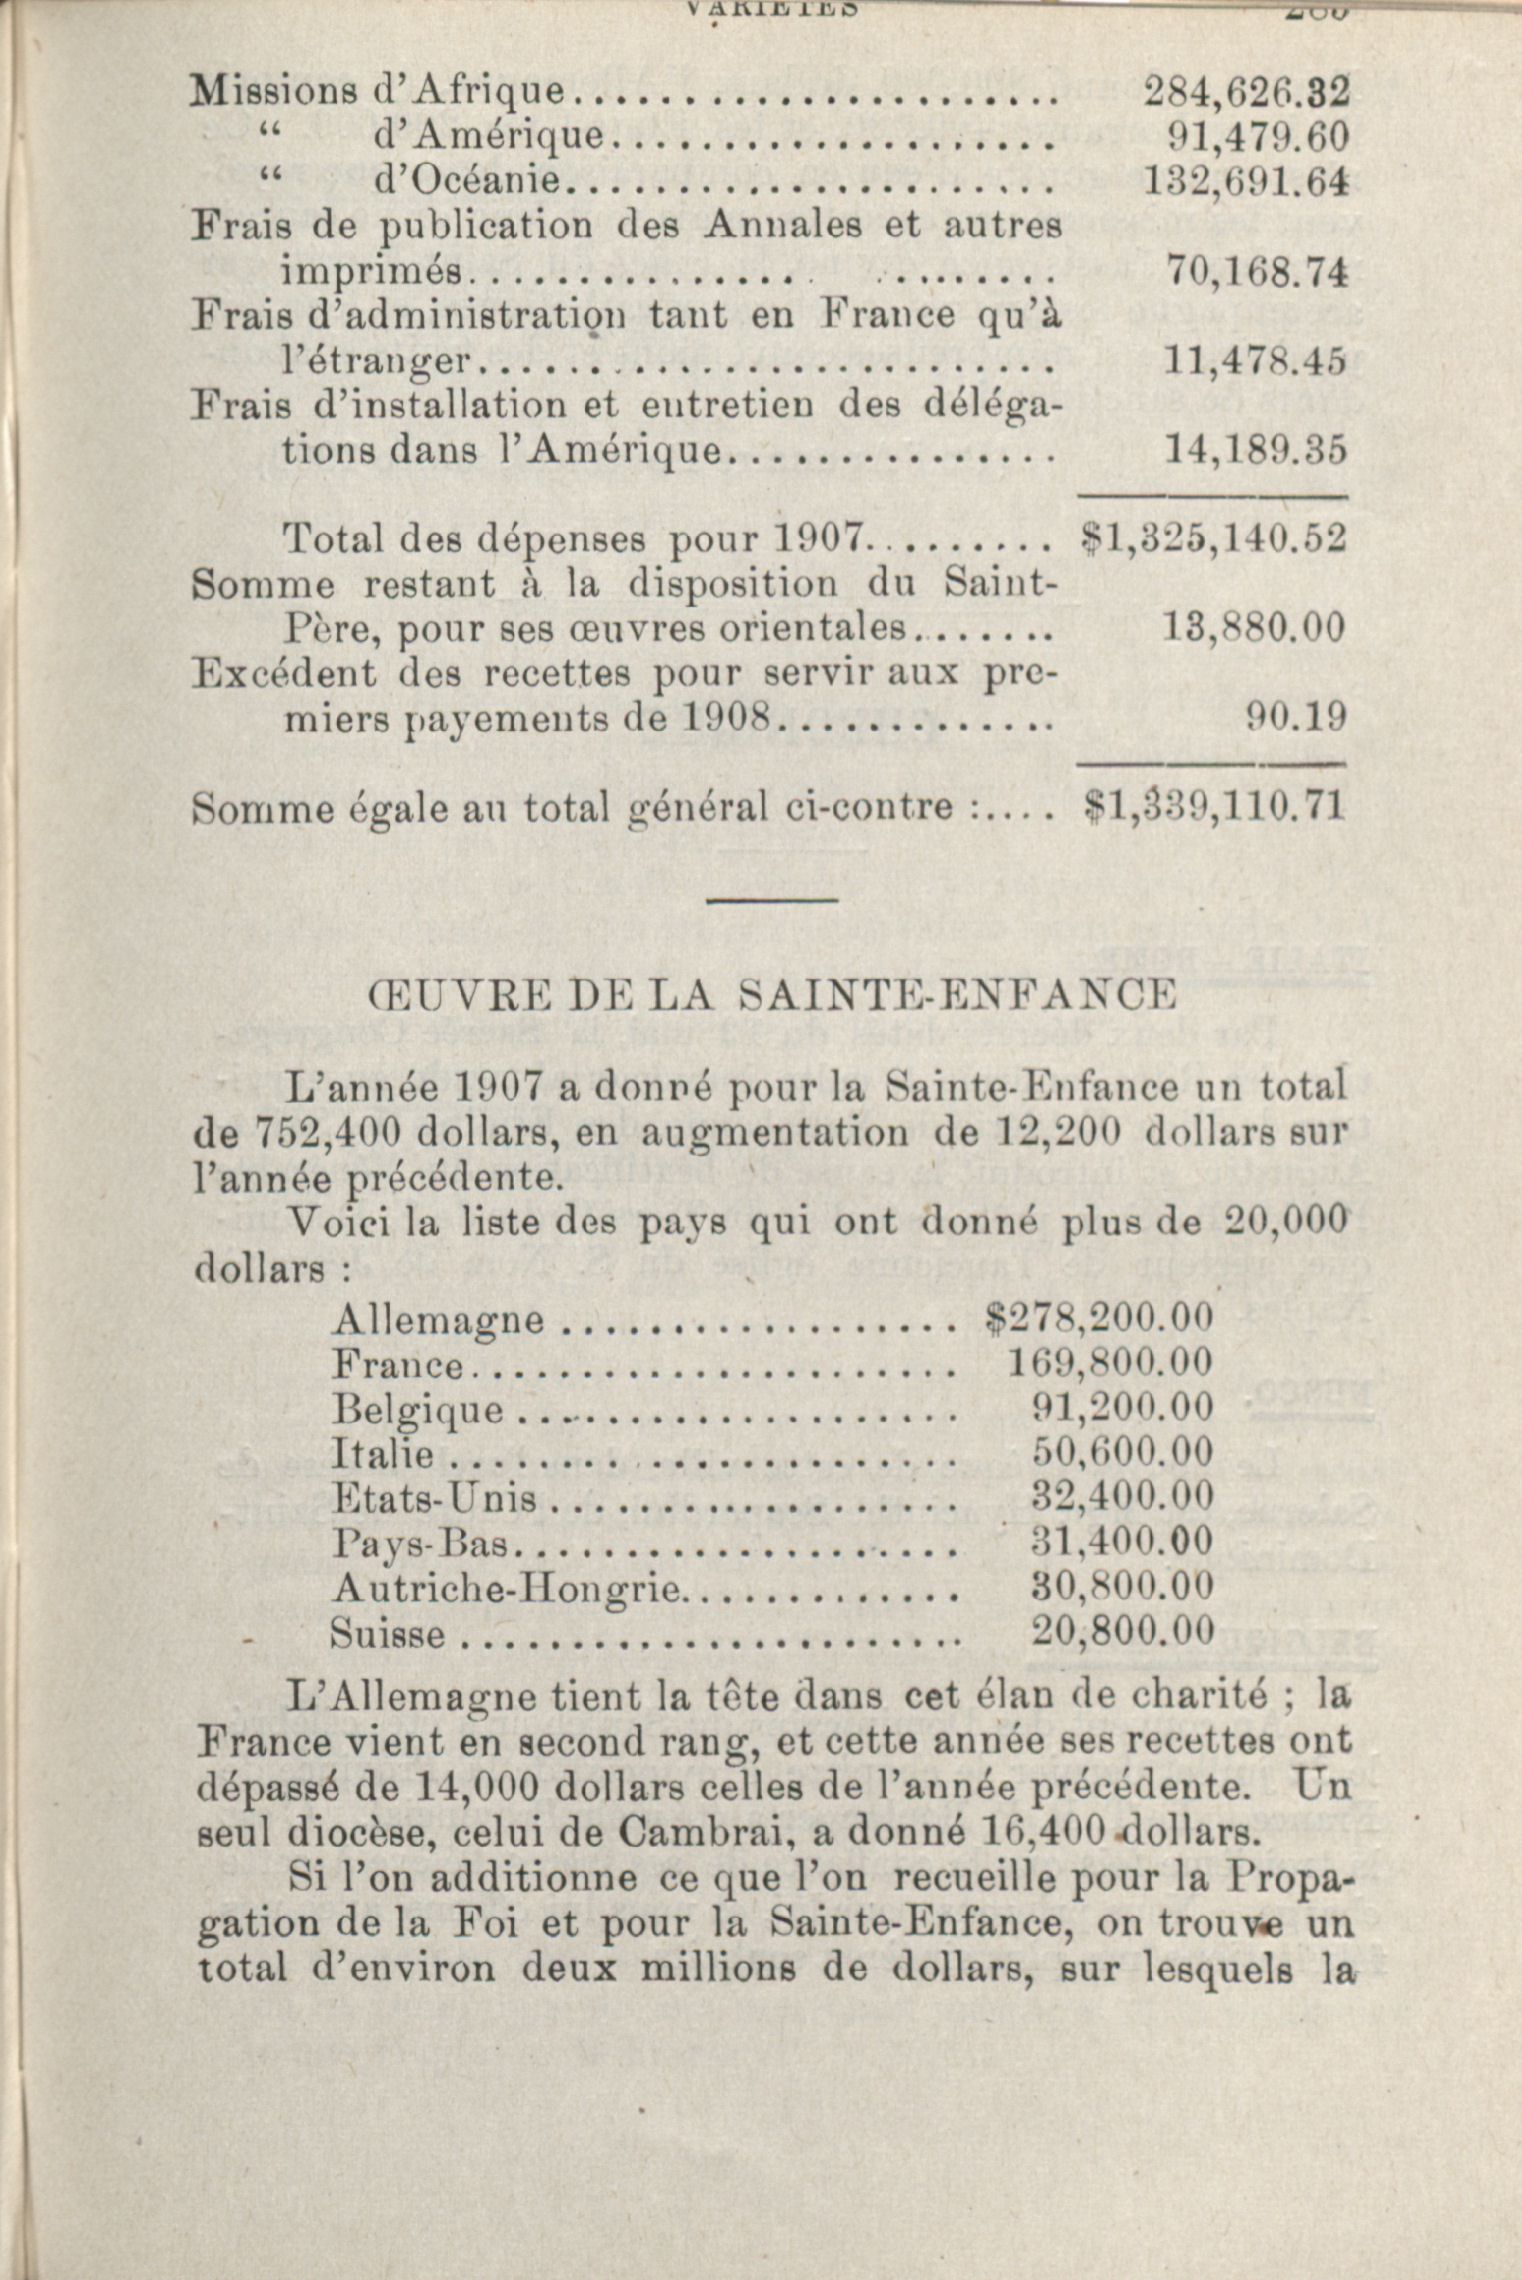 VARIÉTÉS
Missions d'Afrique........................ 284,626.32
“ d'Amérique.................... 91,479.60
“ d'Océanie...................... 132,691.64
Frais de publication des Annales et autres
imprimés......................... 70,168.74
Frais d'administration tant en France qu'à
l'étranger.......................... 11,478.45
Frais d'installation et entretien des déléga-
tions dans l'Amérique............... 14,189.35
Total des dépenses pour 1907.......... $1,325,140.52
Somme restant à la disposition du Saint-
Père, pour ses œuvres orientales....... 13,880.00
Excédent des recettes pour servir aux pre-
miers payements de 1908............. 90.19
Somme égale au total général ci-contre :.... $1,339,110.71
ŒUVRE DE LA SAINTE-ENFANCE
L'année 1907 a donné pour la Sainte-Enfance un total
de 752,400 dollars, en augmentation de 12,200 dollars sur
l'année précédente.
Voici la liste des pays qui ont donné plus de 20,000
dollars :
Allemagne .................. $278,200.00
France...................... 169,800.00
Belgique .................... 91,200.00
Italie ....................... 50,600.00
Etats-Unis ................... 32,400.00
Pays-Bas.................... 31,400.00
Autriche-Hongrie............. 30,800.00
Suisse ....................... 20,800.00
L'Allemagne tient la tête dans cet élan de charité ; la
France vient en second rang, et cette année ses recettes ont
dépassé de 14,000 dollars celles de l'année précédente. Un
seul diocèse, celui de Cambrai, a donné 16,400 dollars.
Si l'on additionne ce que l'on recueille pour la Propa-
gation de la Foi et pour la Sainte-Enfance, on trouve un
total d'environ deux millions de dollars, sur lesquels la